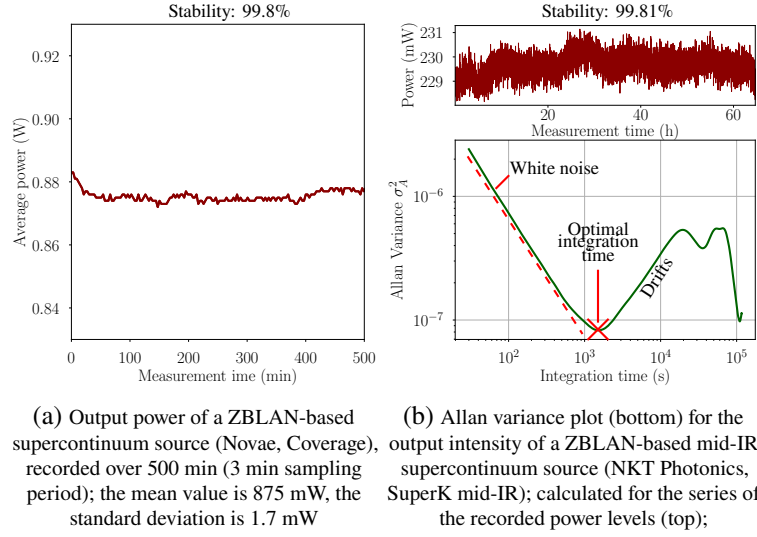 Stability: 99.8%
0.92
0.90
0.88
0.86
0.84
Average power (W)
0
100
200
300
400
500
Measurement ime (min)
Stability: 99.81%
231
230
229
Power (mW)
20
40
60
Measurement time (h)
White noise
Optimal
integration
time
Drifts
10⁻⁶
10⁻⁷
Allan Variance σ²_A
10²
10³
10⁴
10⁵
Integration time (s)
(a) Output power of a ZBLAN-based
supercontinuum source (Novae, Coverage),
recorded over 500 min (3 min sampling
period); the mean value is 875 mW, the
standard deviation is 1.7 mW
(b) Allan variance plot (bottom) for the
output intensity of a ZBLAN-based mid-IR
supercontinuum source (NKT Photonics,
SuperK mid-IR); calculated for the series of
the recorded power levels (top);